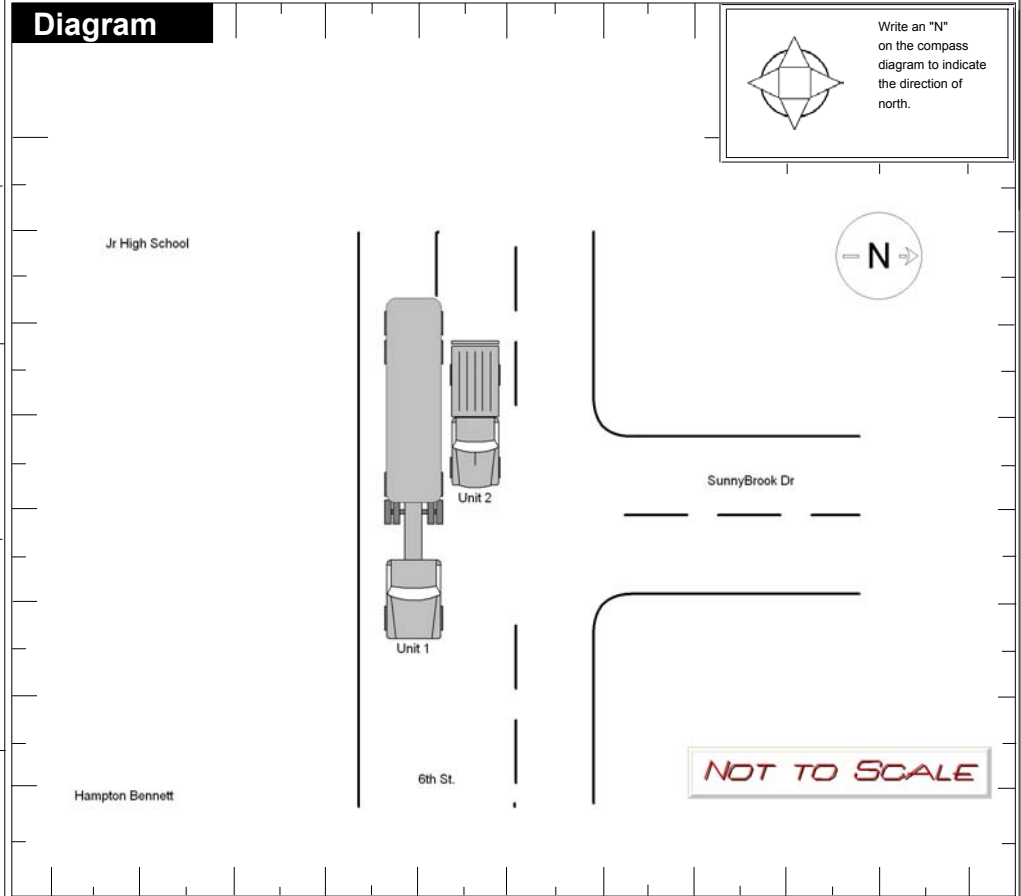 Diagram
Write an "N"
on the compass
diagram to indicate
the direction of
north.
Jr High School
N
SunnyBrook Dr
Unit 2
Unit 1
6th St.
NOT TO SCALE
Hampton Bennett